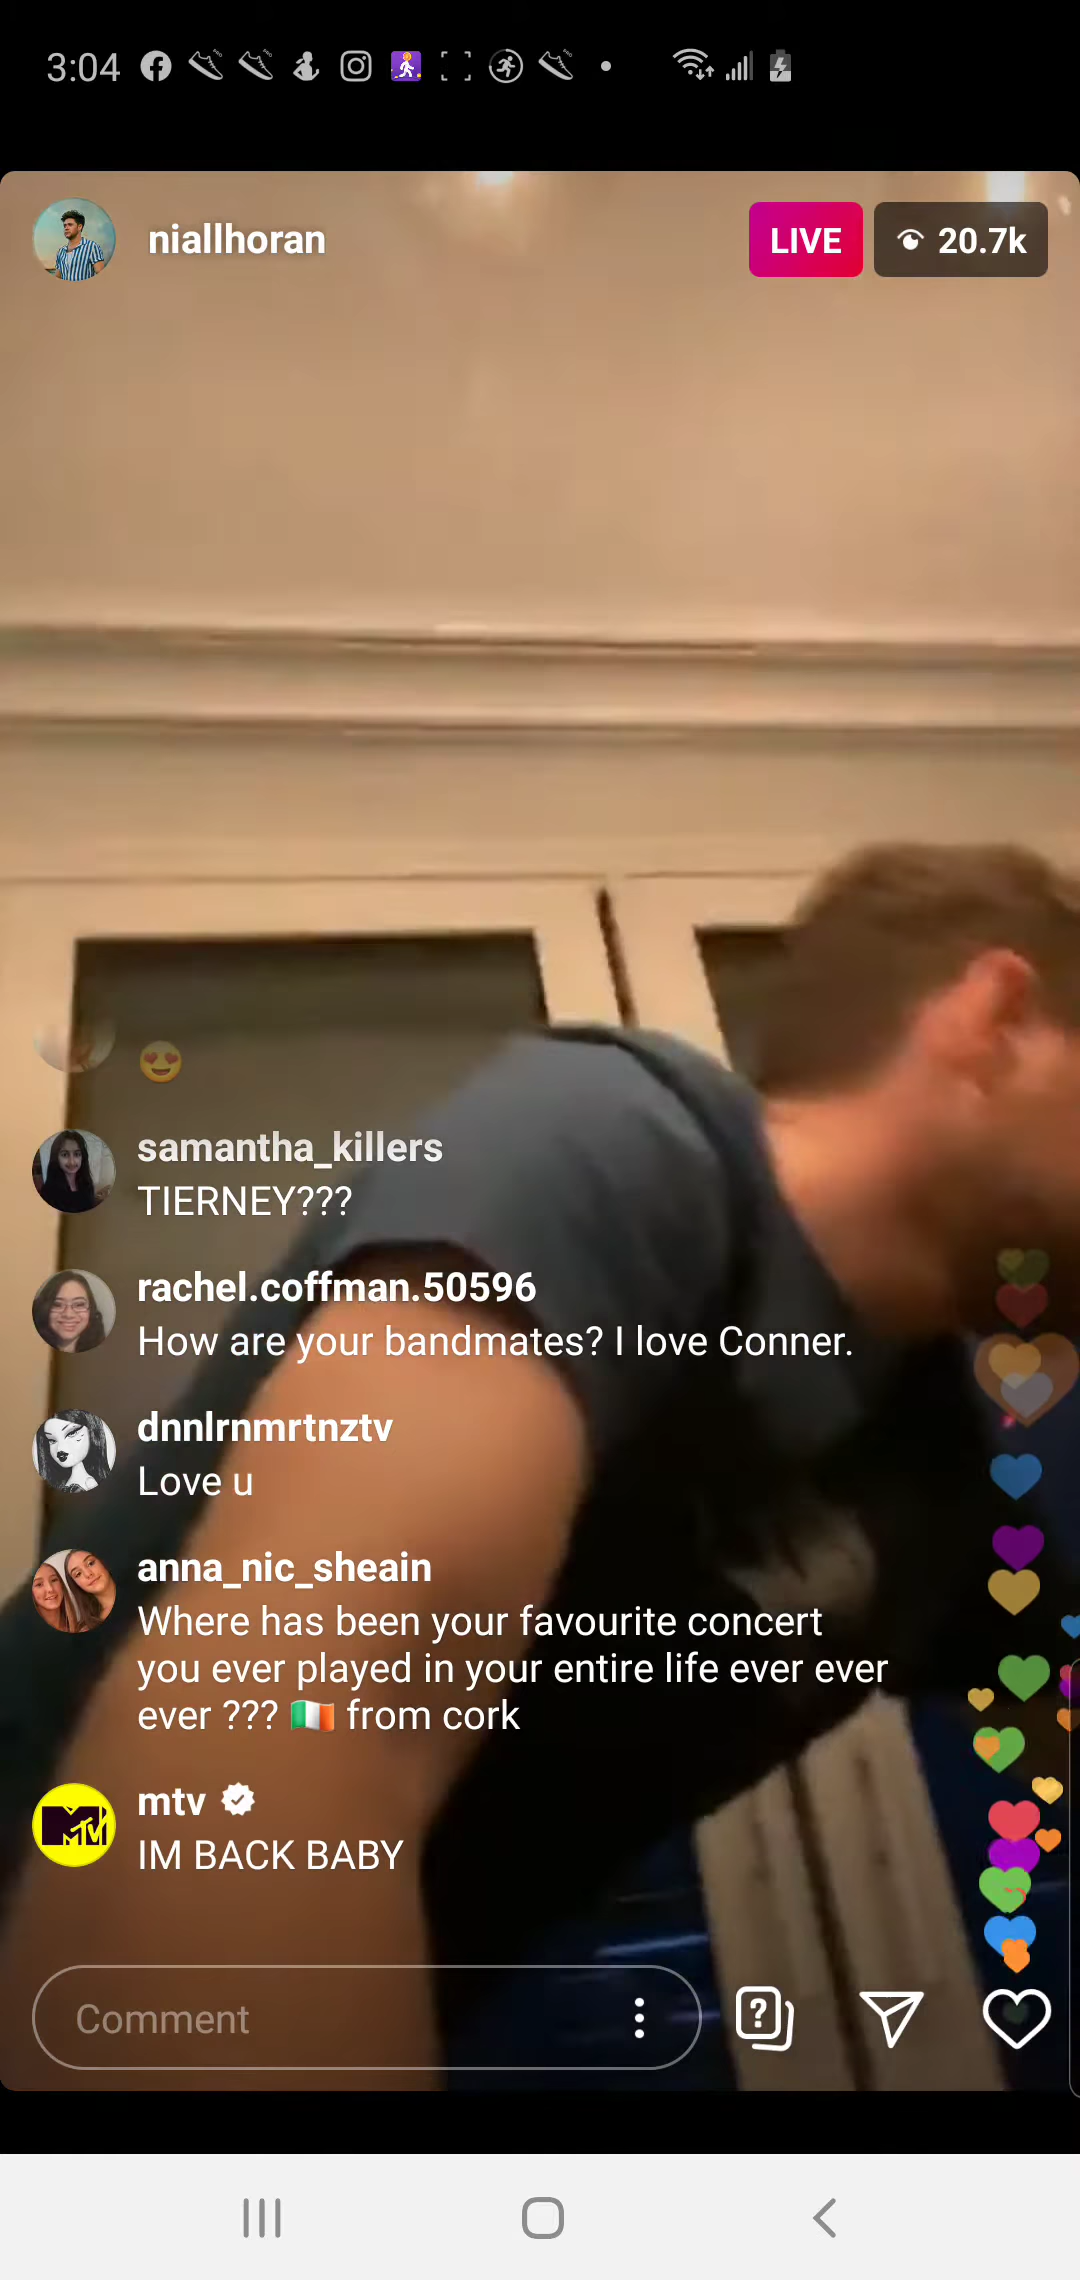 3:04
niallhoran
LIVE
20.7k
samantha_killers
TIERNEY???
rachel.coffman.50596
How are your bandmates? I love Conner.
dnnlrnmrtnztv
Love u
anna_nic_sheain
Where has been your favourite concert
you ever played in your entire life ever ever
ever ??? 🇮🇪 from cork
mtv
IM BACK BABY
Comment